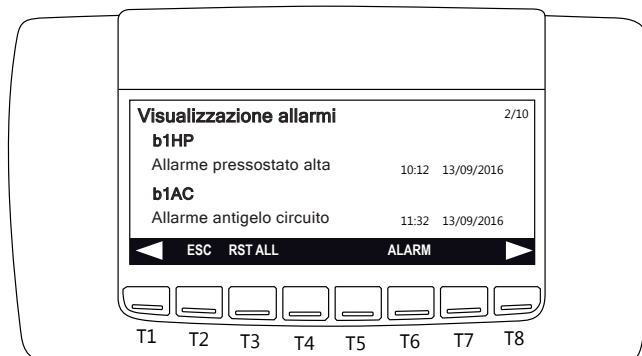 Visualizzazione allarmi 2/10
b1HP
Allarme pressostato alta 10:12 13/09/2016
b1AC
Allarme antigelo circuito 11:32 13/09/2016
ESC RST ALL ALARM
T1 T2 T3 T4 T5 T6 T7 T8